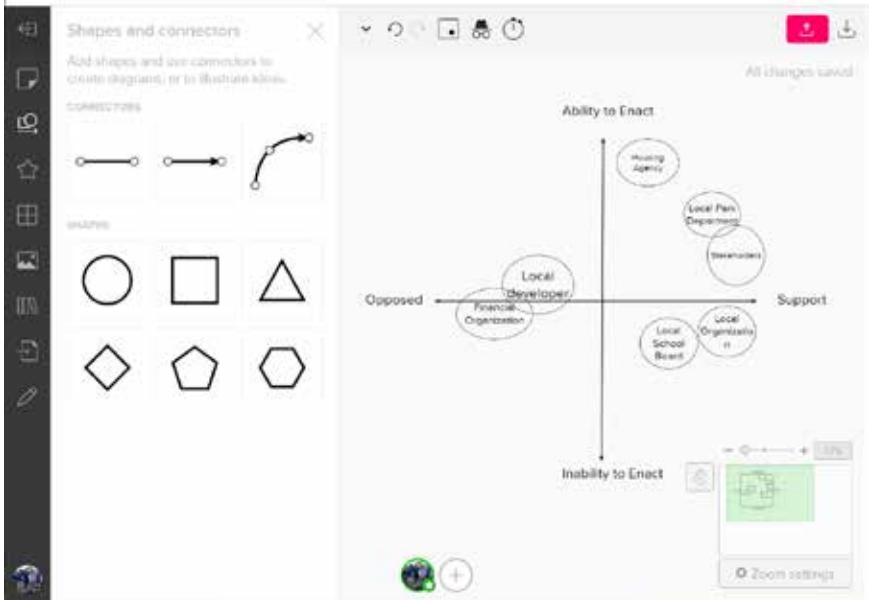 Shapes and connectors
Add shapes and use connectors to
create diagrams, or to illustrate ideas.
CONNECTORS
SHAPES
All changes saved
Ability to Enact
Housing
Agency
Local Park
Department
Stakeholders
Local
developer
Opposed
Support
Financial
Organization
Local
School
Board
Local
Organizatio
n
Inability to Enact
Zoom settings